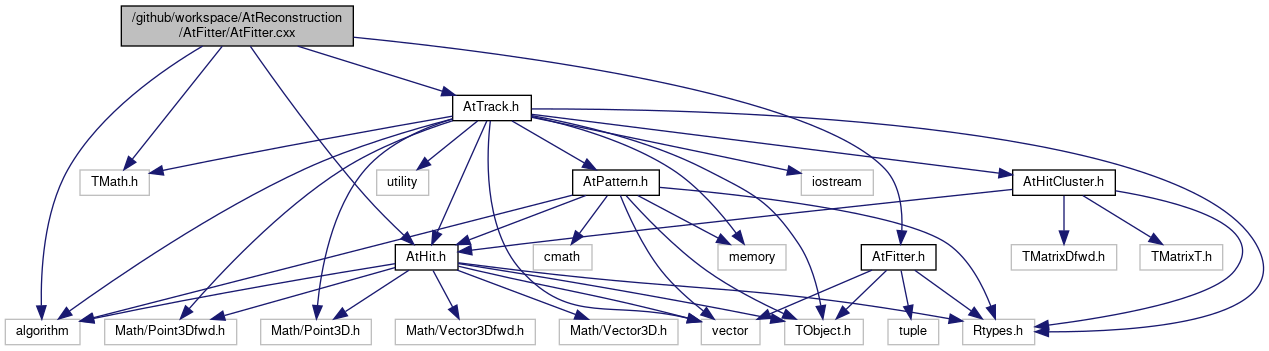 /github/workspace/AtReconstruction
/AtFitter/AtFitter.cxx
AtTrack.h
TMath.h
utility
AtPattern.h
iostream
AtHitCluster.h
AtHit.h
cmath
memory
AtFitter.h
TMatrixDfwd.h
TMatrixT.h
algorithm
Math/Point3Dfwd.h
Math/Point3D.h
Math/Vector3Dfwd.h
Math/Vector3D.h
vector
TObject.h
tuple
Rtypes.h